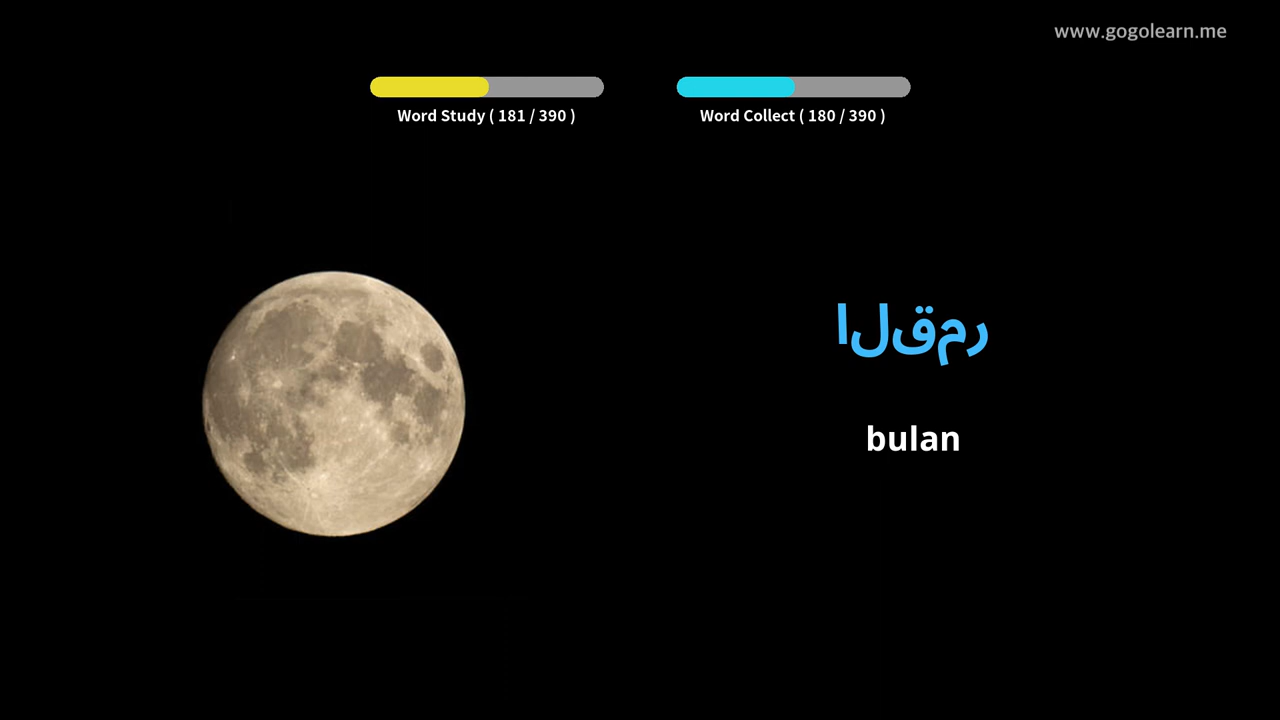 www.gogolearn.me
Word Study ( 181 / 390 )
Word Collect ( 180 / 390 )
القمر
bulan